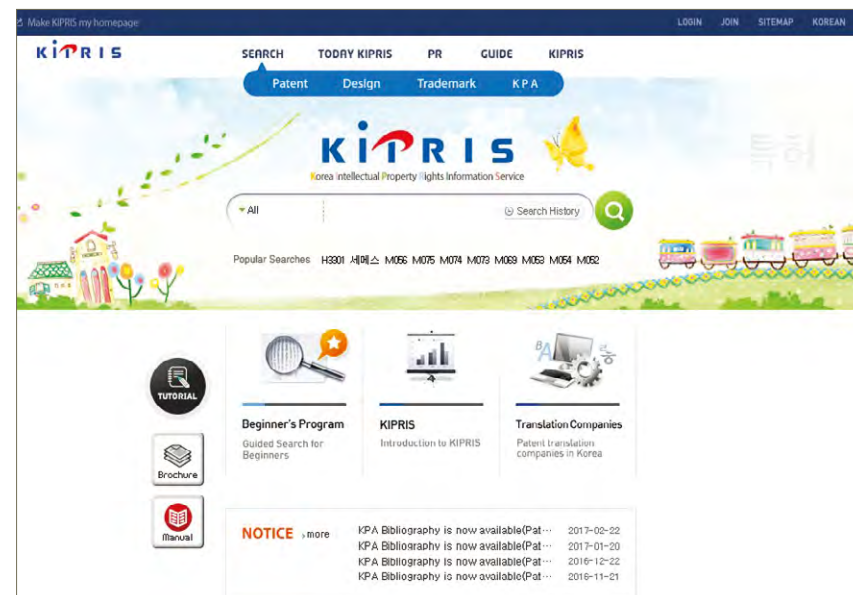 Make KIPRIS my homepage
LOGIN JOIN SITEMAP KOREAN
KIPRIS
SEARCH TODAY KIPRIS PR GUIDE KIPRIS
Patent Design Trademark KPA
KIPRIS
Korea Intellectual Property Rights Information Service
All
Search History
Popular Searches H3301 세메스 M056 M075 M074 M073 M069 M053 M054 M052
TUTORIAL
Brochure
Manual
Beginner's Program
Guided Search for
Beginners
KIPRIS
Introduction to KIPRIS
Translation Companies
Patent translation
companies in Korea
NOTICE more
KPA Bibliography is now available(Pat··· 2017-02-22
KPA Bibliography is now available(Pat··· 2017-01-20
KPA Bibliography is now available(Pat··· 2016-12-22
KPA Bibliography is now available(Pat··· 2016-11-21